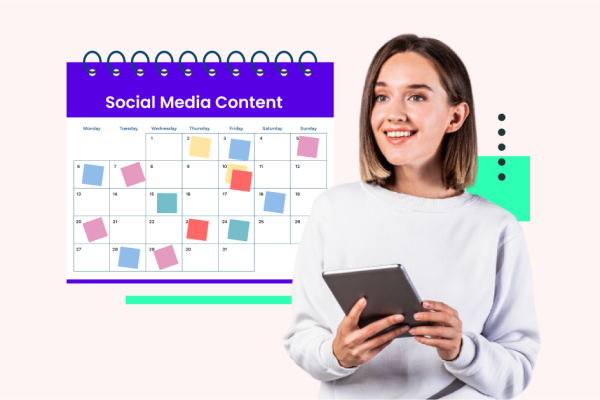 Social Media Content
Monday Tuesday Wednesday Thursday Friday Saturday Sunday
1 2 3 4 5
6 7 8 9 10 11 12
13 14 15 16 17 18 19
20 21 22 24 25 26
27 28 29 30 31